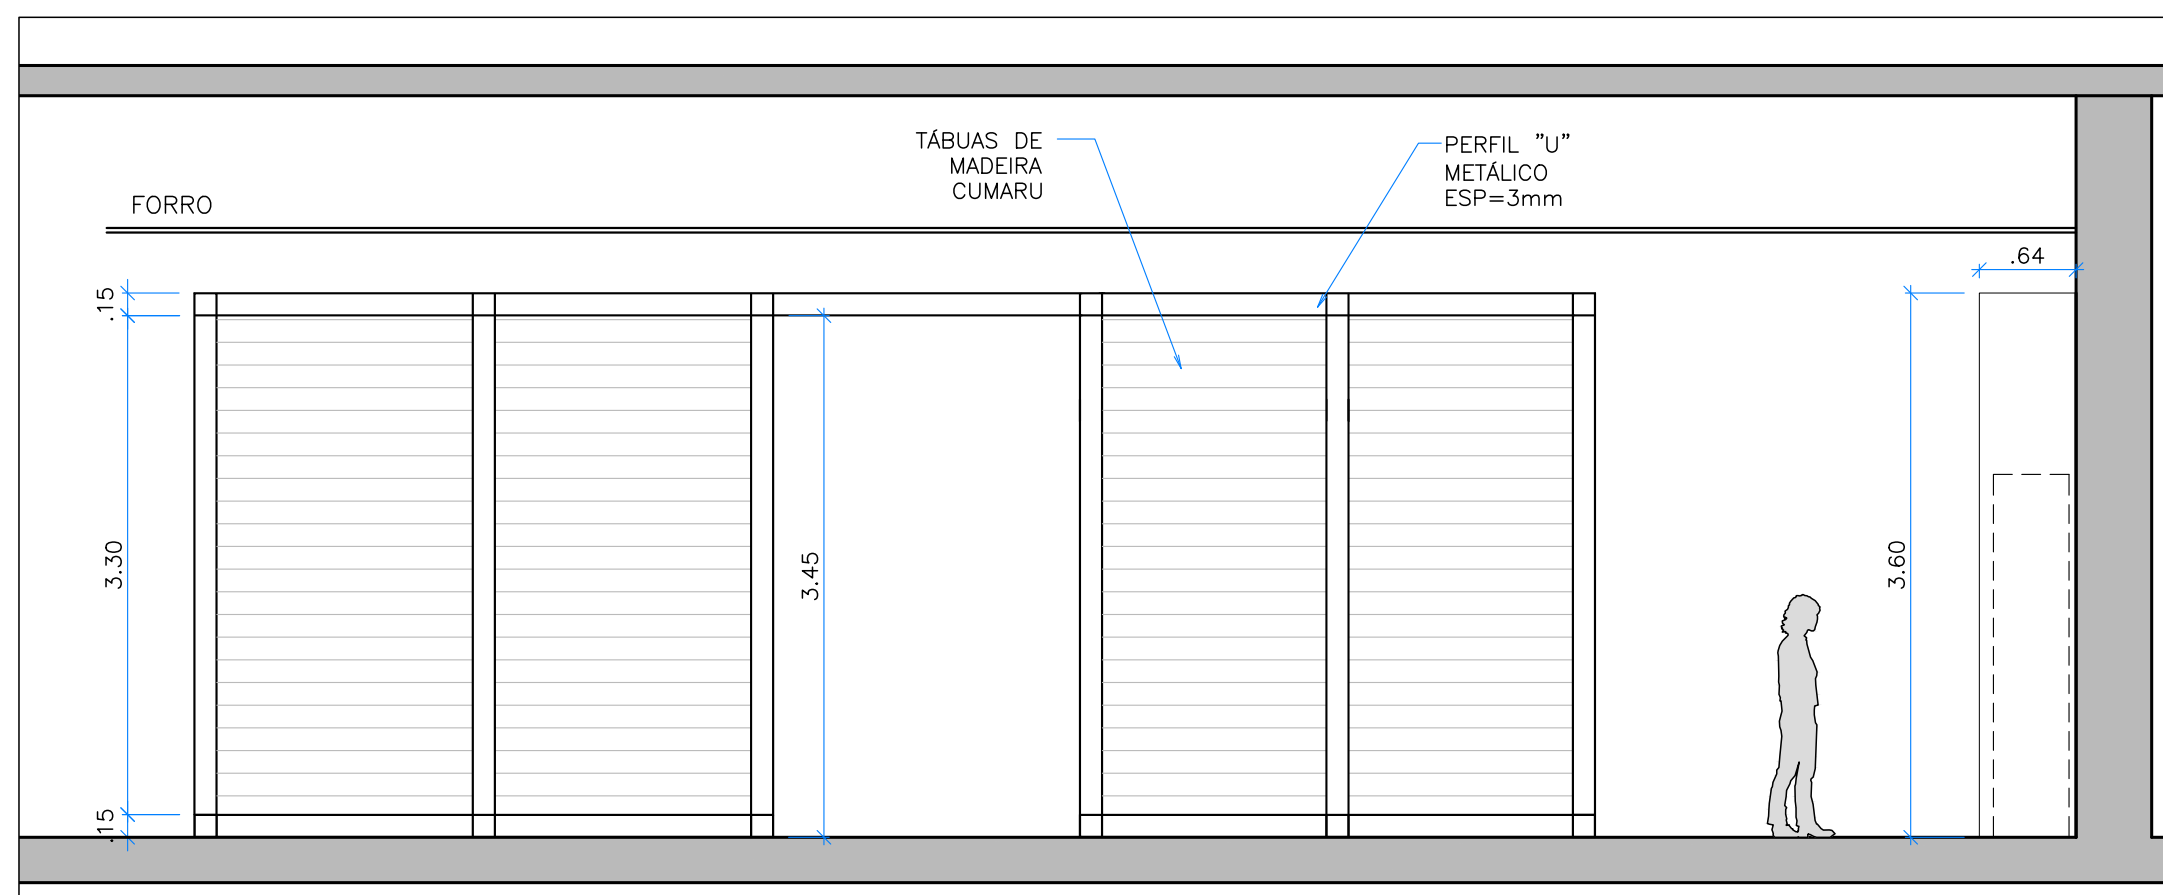 TÁBUAS DE
MADEIRA
CUMARU
PERFIL "U"
METÁLICO
ESP=3mm
FORRO
.64
.15
3.30
3.45
3.60
.15